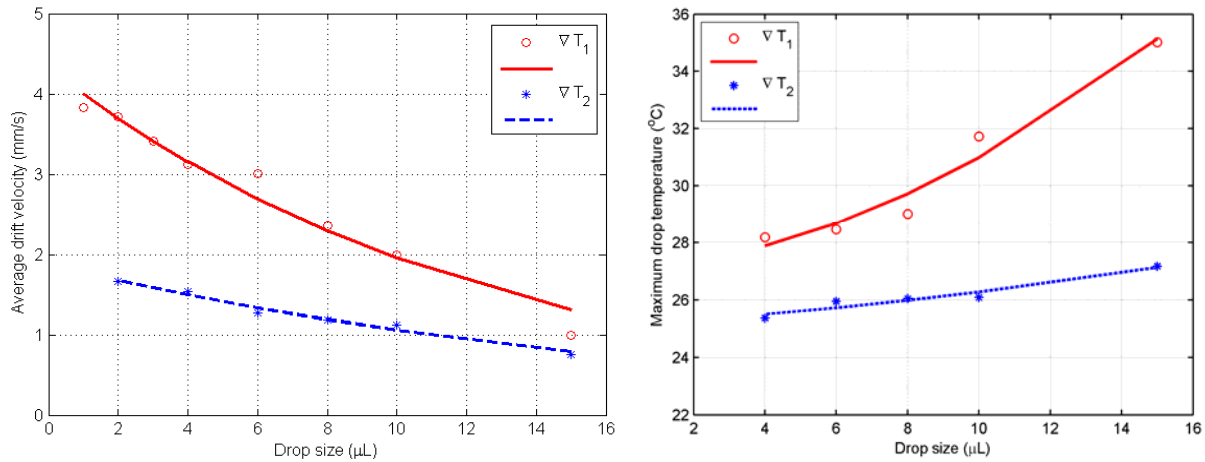 5
4
3
2
1
0
Average drift velocity (mm/s)
∇ T1
∇ T2
0 2 4 6 8 10 12 14 16
Drop size (μL)
36
34
32
30
28
26
24
22
Maximum drop temperature (°C)
∇ T1
∇ T2
2 4 6 8 10 12 14 16
Drop size (μL)